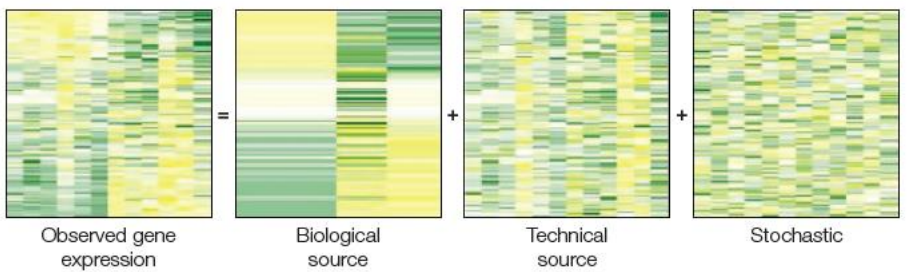 = + +
Observed gene
expression
Biological
source
Technical
source
Stochastic